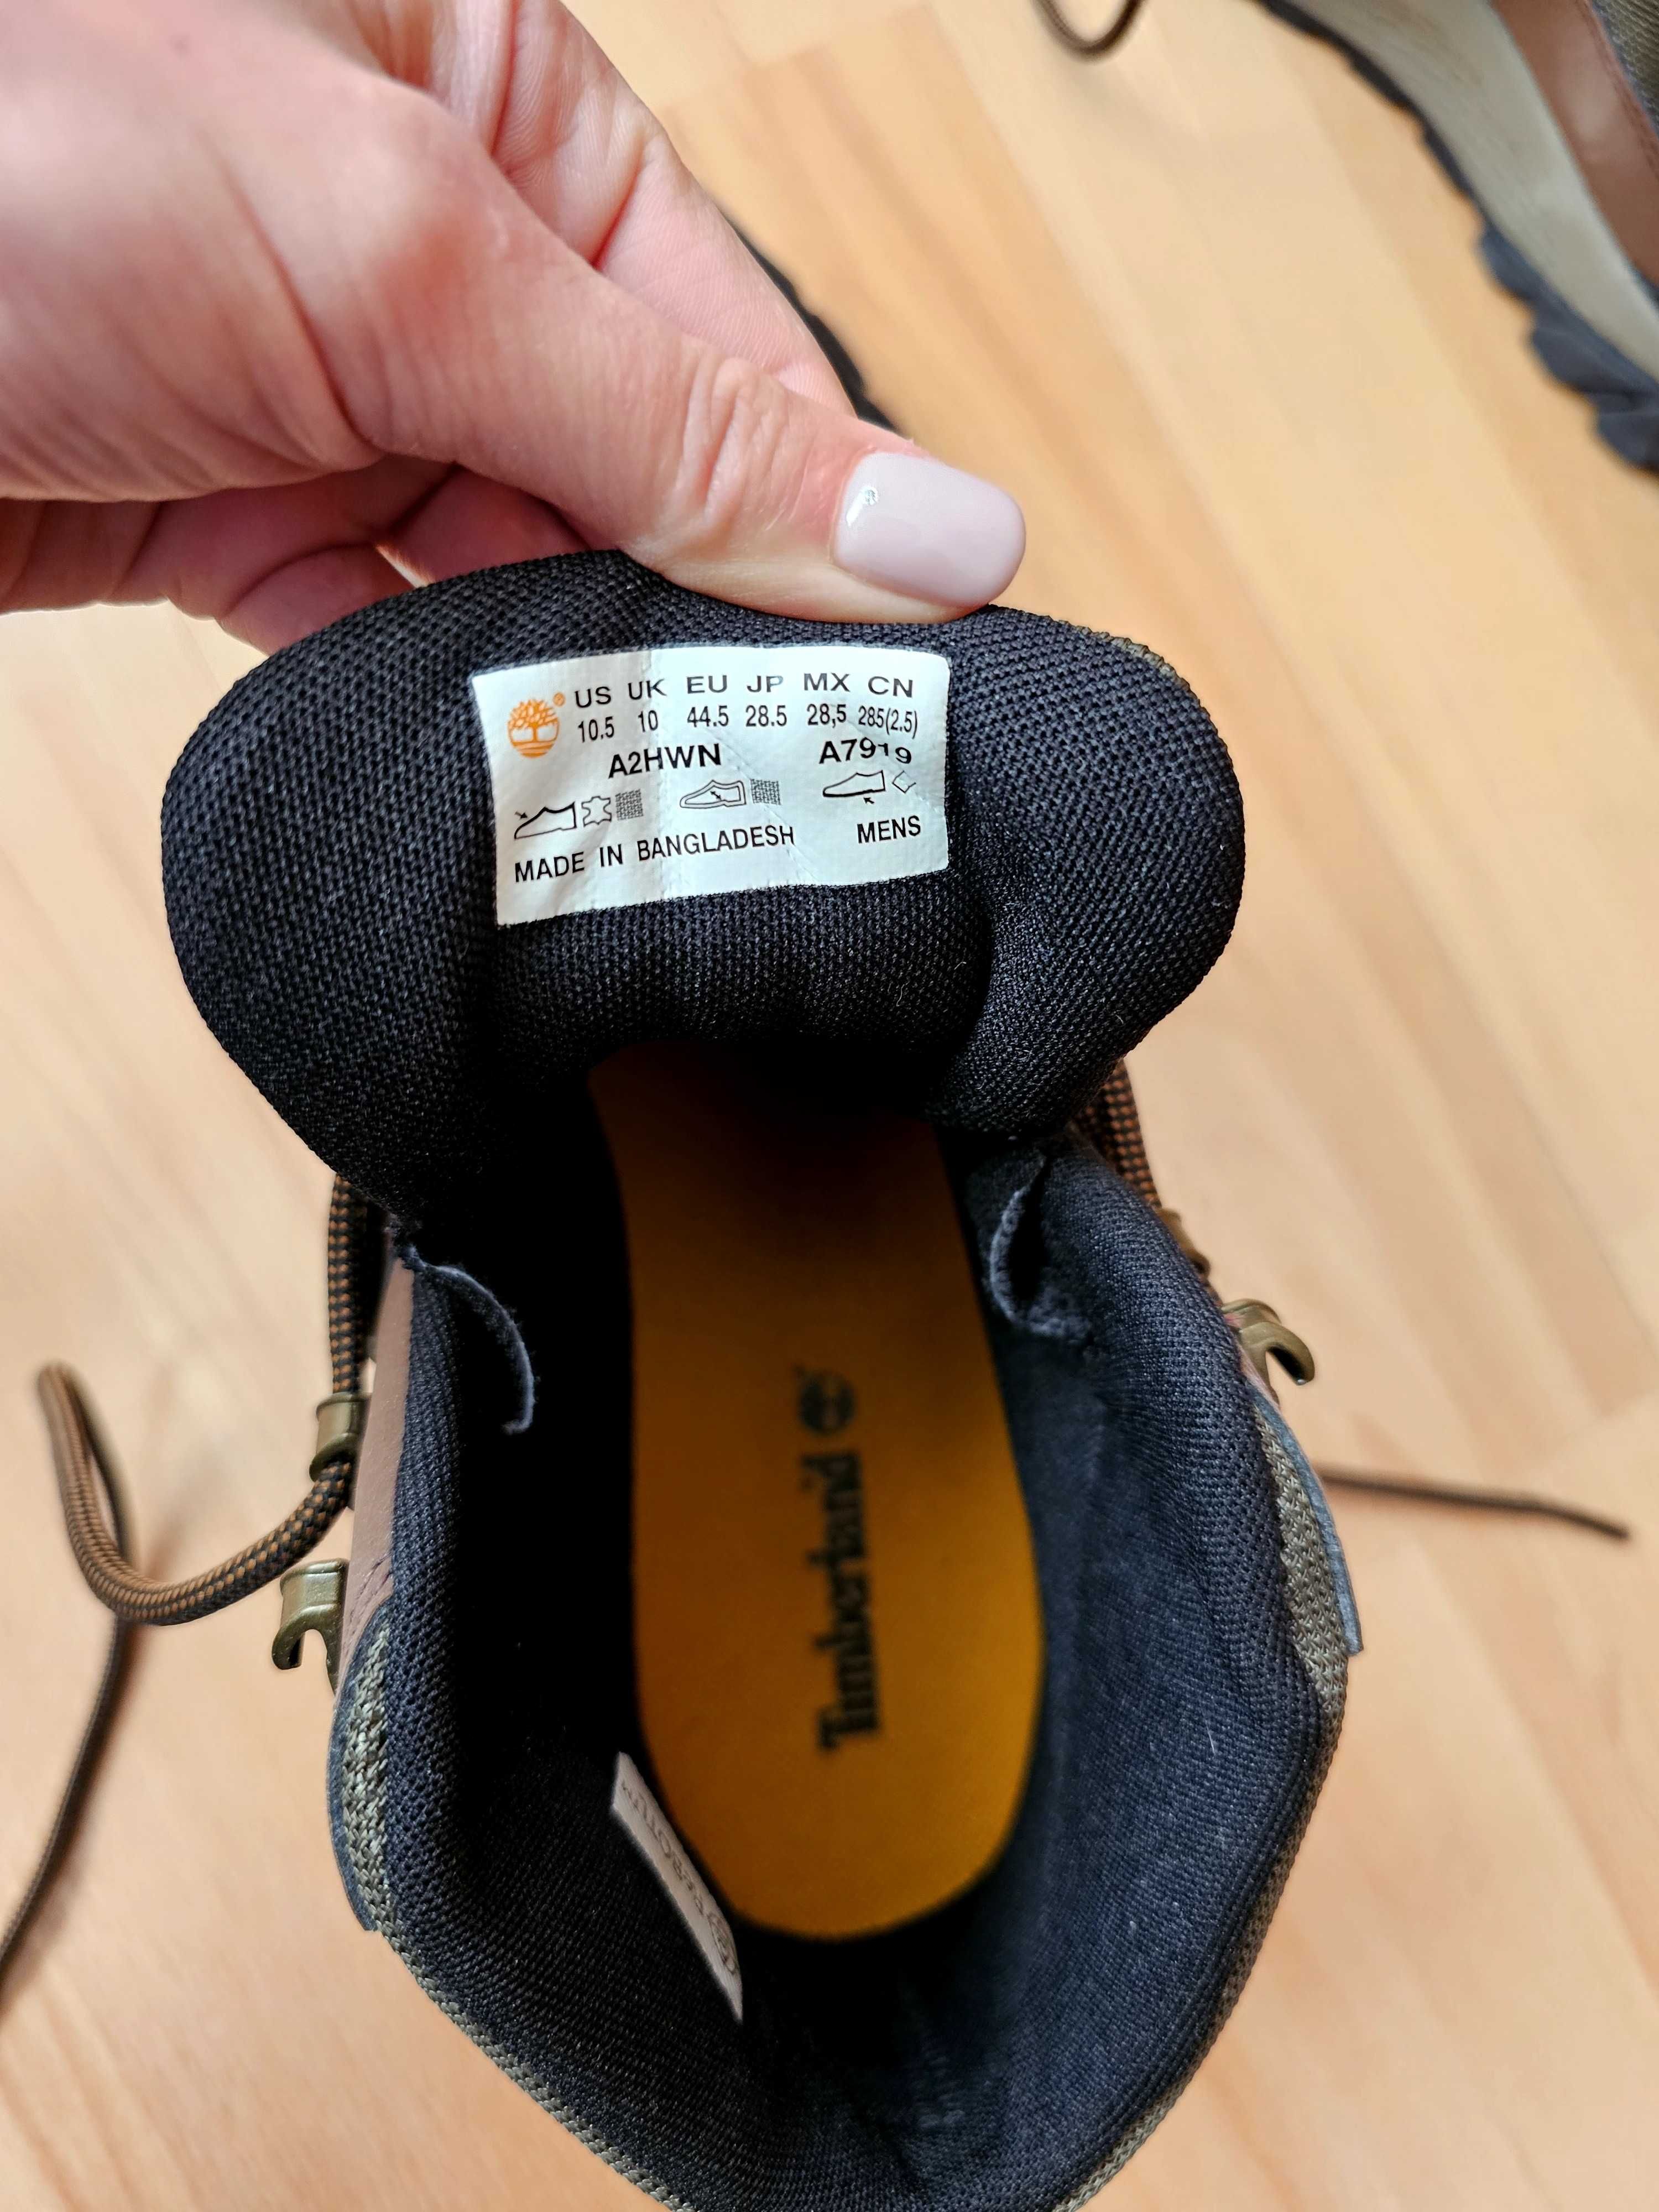 ® US UK EU JP MX CN
10.5 10 44.5 28.5 28,5 285(2.5)
A2HWN A7919
MADE IN BANGLADESH MENS
Timberland